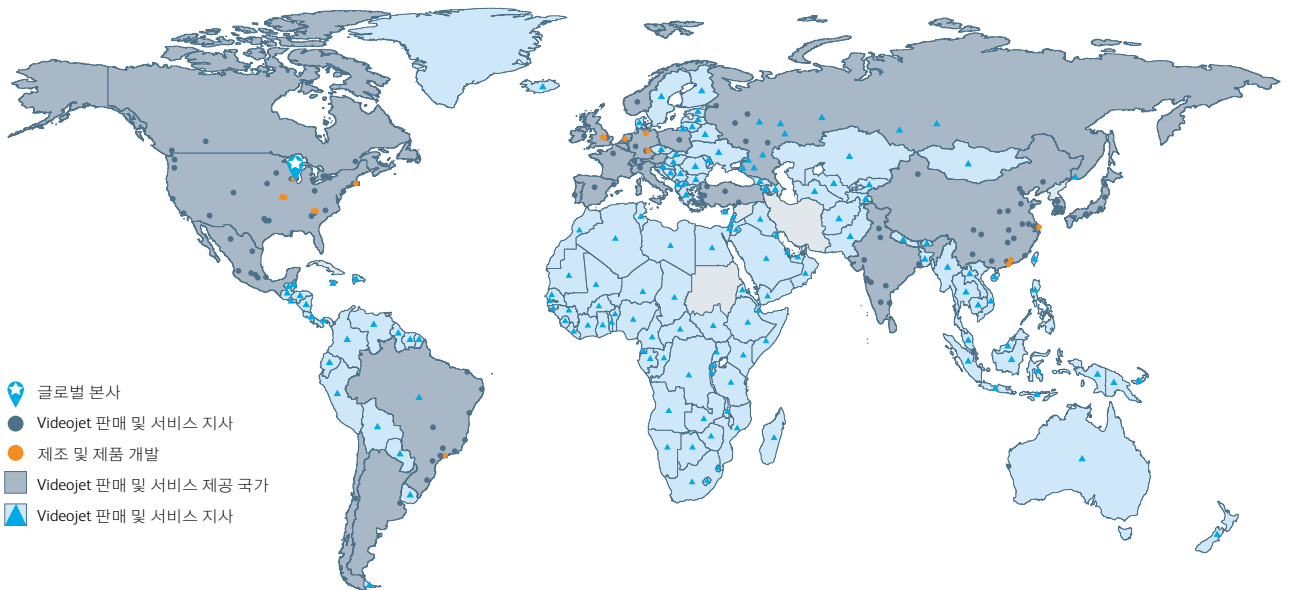 글로벌 본사
Videojet 판매 및 서비스 지사
제조 및 제품 개발
Videojet 판매 및 서비스 제공 국가
Videojet 판매 및 서비스 지사